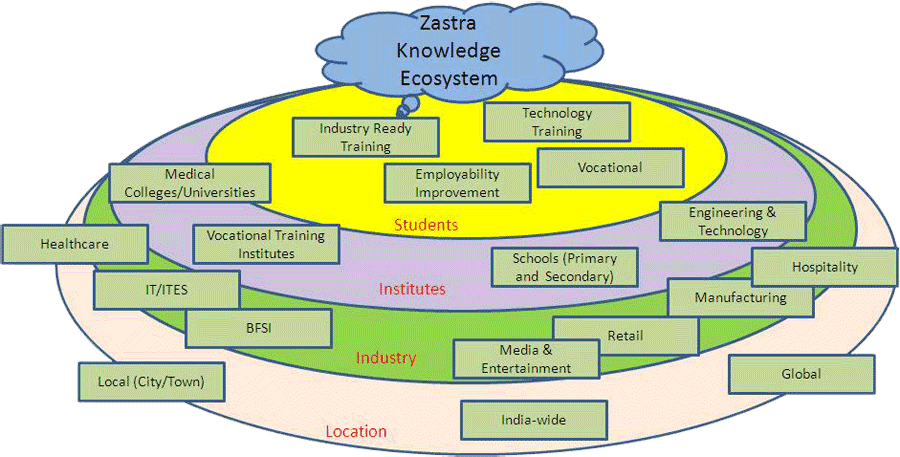 Zastra
Knowledge
Ecosystem
Industry Ready
Training
Technology
Training
Medical
Colleges/Universities
Employability
Improvement
Vocational
Students
Engineering &
Technology
Healthcare
Vocational Training
Institutes
Schools (Primary
and Secondary)
Hospitality
IT/ITES
Institutes
Manufacturing
BFSI
Retail
Industry
Media &
Entertainment
Local (City/Town)
Global
India-wide
Location